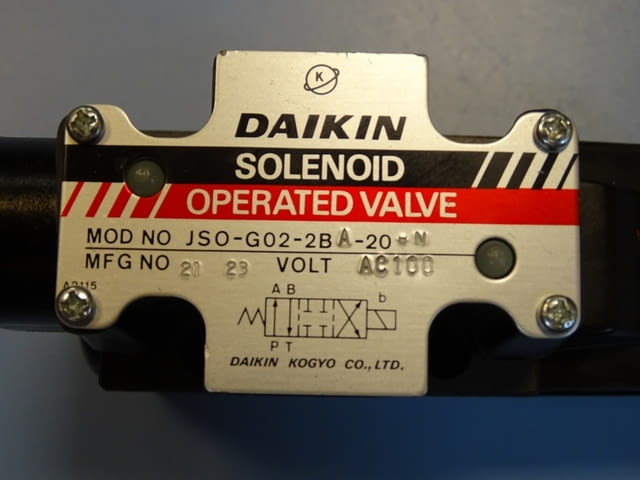 K
DAIKIN
SOLENOID
OPERATED VALVE
MOD NO JSO-G02-2BA-20-N
MFG NO 21 23 VOLT AC100
A2115
A B
b
P T
DAIKIN KOGYO CO., LTD.